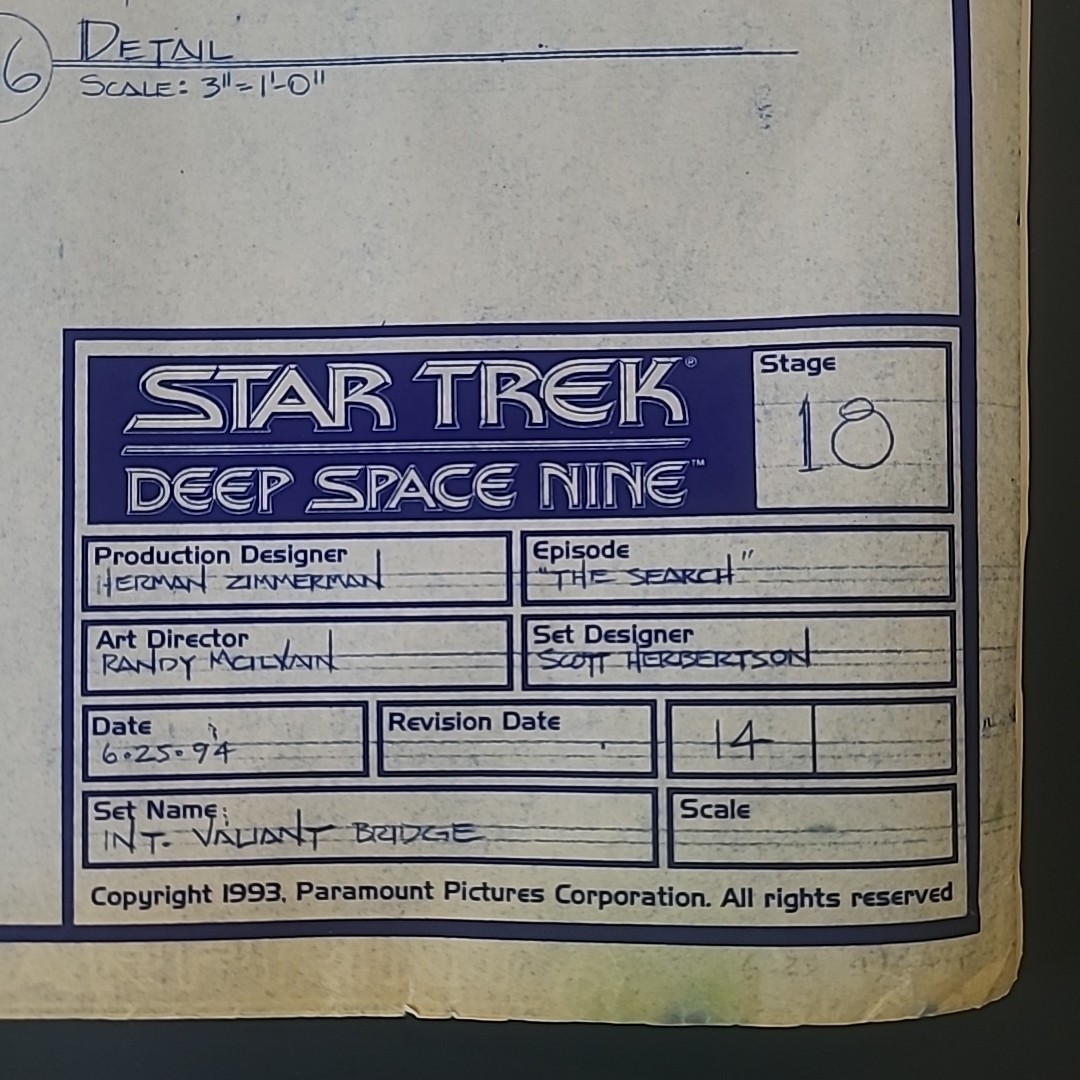 6 DETAIL
SCALE: 3"=1'-0"
STAR TREK®
DEEP SPACE NINE™
Stage
18
Production Designer
HERMAN ZIMMERMAN
Episode
"THE SEARCH"
Art Director
RANDY MCILVAIN
Set Designer
SCOTT HERBERTSON
Date
6.25.94
Revision Date
14
Set Name:
INT. VALIANT BRIDGE
Scale
Copyright 1993, Paramount Pictures Corporation. All rights reserved